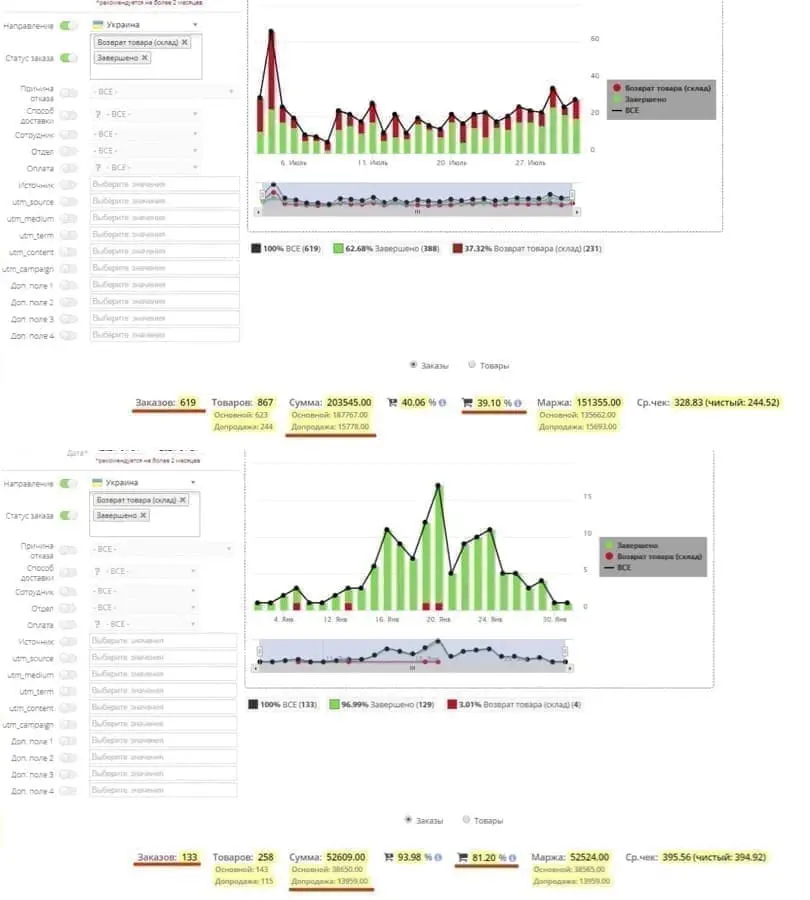 *рекомендуется не более 2 месяцев
Направление Украина
Статус заказа Возврат товара (склад) ✕
Завершено ✕
Причина отказа - ВСЕ -
Способ доставки ? - ВСЕ -
Сотрудник - ВСЕ -
Отдел - ВСЕ -
Оплата ? - ВСЕ -
Источник Выберите значения
utm_source Выберите значения
utm_medium Выберите значения
utm_term Выберите значения
utm_content Выберите значения
utm_campaign Выберите значения
Доп. поле 1 Выберите значения
Доп. поле 2 Выберите значения
Доп. поле 3 Выберите значения
Доп. поле 4 Выберите значения
60
40
20
0
6. Июль 11. Июль 20. Июль 27. Июль
Возврат товара (склад)
Завершено
ВСЕ
100% ВСЕ (619) 62.68% Завершено (388) 37.32% Возврат товара (склад) (231)
Заказы Товары
Заказов: 619 Товаров: 867 Сумма: 203545.00 40.06 % 39.10 % Маржа: 151355.00 Ср.чек: 328.83 (чистый: 244.52)
Основной: 623 Основной: 187767.00 Основной: 135662.00
Допродажа: 244 Допродажа: 15778.00 Допродажа: 15693.00
Дата*
*рекомендуется не более 2 месяцев
Направление Украина
Статус заказа Возврат товара (склад) ✕
Завершено ✕
Причина отказа - ВСЕ -
Способ доставки ? - ВСЕ -
Сотрудник - ВСЕ -
Отдел - ВСЕ -
Оплата ? - ВСЕ -
Источник Выберите значения
utm_source Выберите значения
utm_medium Выберите значения
utm_term Выберите значения
utm_content Выберите значения
utm_campaign Выберите значения
Доп. поле 1 Выберите значения
Доп. поле 2 Выберите значения
Доп. поле 3 Выберите значения
Доп. поле 4 Выберите значения
15
10
5
0
4. Янв 12. Янв 20. Янв 24. Янв 30. Янв
Завершено
Возврат товара (склад)
ВСЕ
100% ВСЕ (133) 96.99% Завершено (129) 3.01% Возврат товара (склад) (4)
Заказы Товары
Заказов: 133 Товаров: 258 Сумма: 52609.00 93.98 % 81.20 % Маржа: 52524.00 Ср.чек: 395.56 (чистый: 394.92)
Основной: 143 Основной: 38650.00 Основной: 38565.00
Допродажа: 115 Допродажа: 13959.00 Допродажа: 13959.00